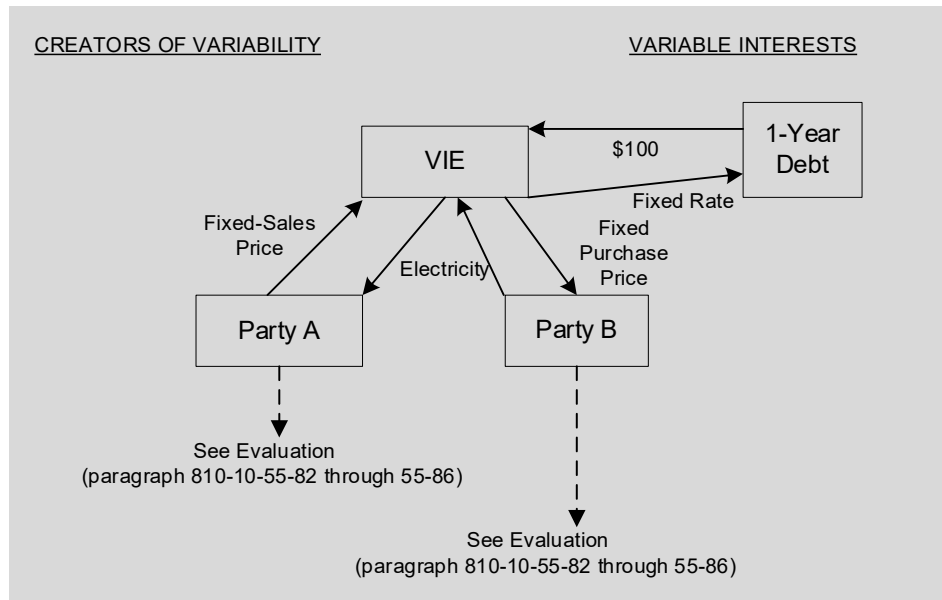 CREATORS OF VARIABILITY
VARIABLE INTERESTS
VIE
$100
1-Year
Debt
Fixed Rate
Fixed-Sales
Price
Electricity
Fixed
Purchase
Price
Party A
Party B
See Evaluation
(paragraph 810-10-55-82 through 55-86)
See Evaluation
(paragraph 810-10-55-82 through 55-86)